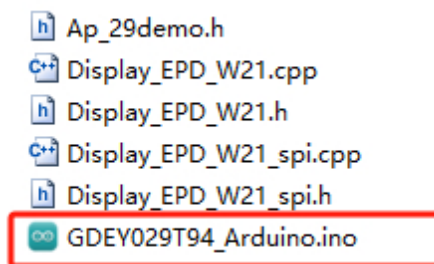 Ap_29demo.h
Display_EPD_W21.cpp
Display_EPD_W21.h
Display_EPD_W21_spi.cpp
Display_EPD_W21_spi.h
GDEY029T94_Arduino.ino